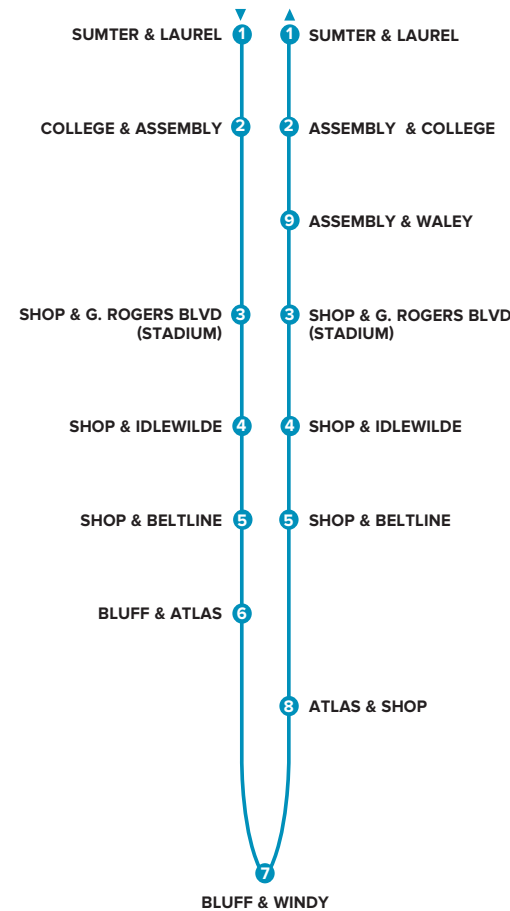 SUMTER & LAUREL 1 1 SUMTER & LAUREL
COLLEGE & ASSEMBLY 2 2 ASSEMBLY & COLLEGE
9 ASSEMBLY & WALEY
SHOP & G. ROGERS BLVD 3 3 SHOP & G. ROGERS BLVD
(STADIUM) (STADIUM)
SHOP & IDLEWILDE 4 4 SHOP & IDLEWILDE
SHOP & BELTLINE 5 5 SHOP & BELTLINE
BLUFF & ATLAS 6
8 ATLAS & SHOP
7
BLUFF & WINDY